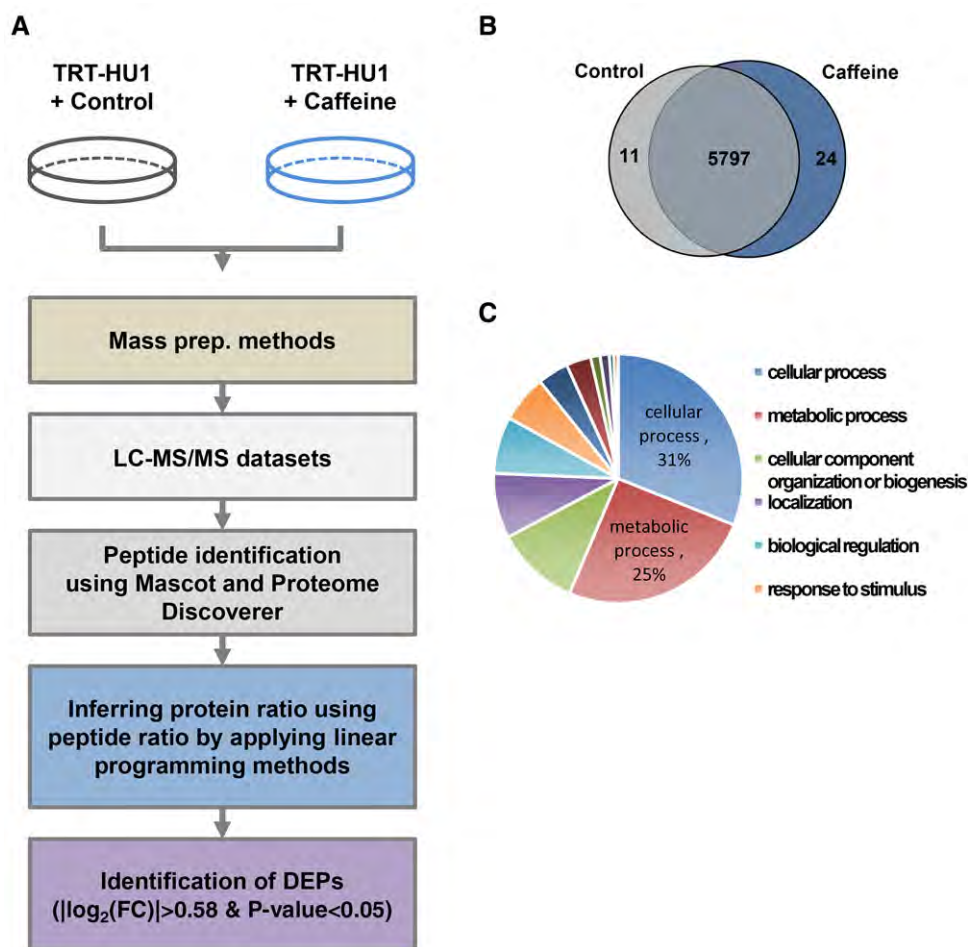 A
TRT-HU1
+ Control
TRT-HU1
+ Caffeine
Mass prep. methods
LC-MS/MS datasets
Peptide identification
using Mascot and Proteome
Discoverer
Inferring protein ratio using
peptide ratio by applying linear
programming methods
Identification of DEPs
(|log₂(FC)|>0.58 & P-value<0.05)
B
Control
Caffeine
11
5797
24
C
cellular
process ,
31%
metabolic
process ,
25%
cellular process
metabolic process
cellular component
organization or biogenesis
localization
biological regulation
response to stimulus